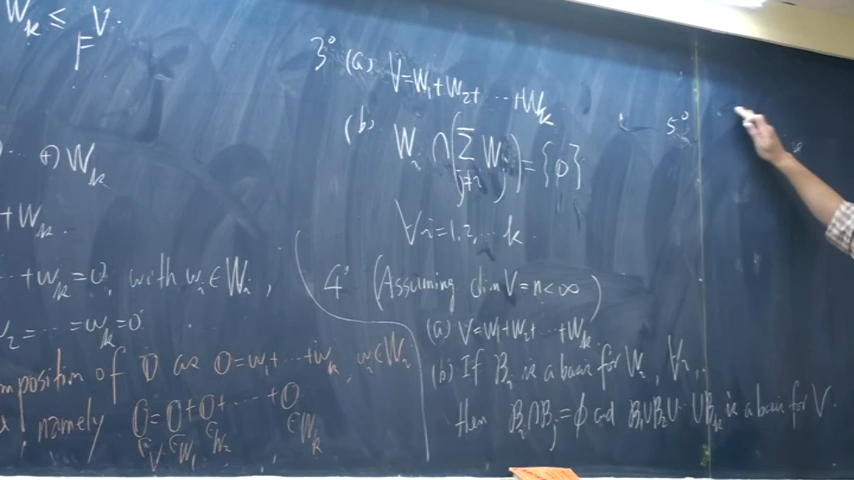 W_k ≤ V
F
··· ⊕ W_k
+ W_k.
··· + w_k = 0, with w_i ∈ W_i,
w_2 = ··· = w_k = 0.
mposition of 0 as 0 = w_1 + ··· + w_k, w_i ∈ W_i
namely 0 = 0 + 0 + ··· + 0
∈V ∈W_1 ∈W_2 ∈W_k
3° (a) V = W_1 + W_2 + ··· + W_k
(b) W_i ∩ (Σ_{j≠i} W_j) = {0}
∀ i = 1, 2, ··· k.
4° (Assuming dim V = n < ∞)
(a) V = W_1 + W_2 + ··· + W_k
(b) If B_i is a basis for W_i, ∀ i,
then B_i ∩ B_j = ∅ and B_1 ∪ B_2 ∪ ··· ∪ B_k is a basis for V.
5°